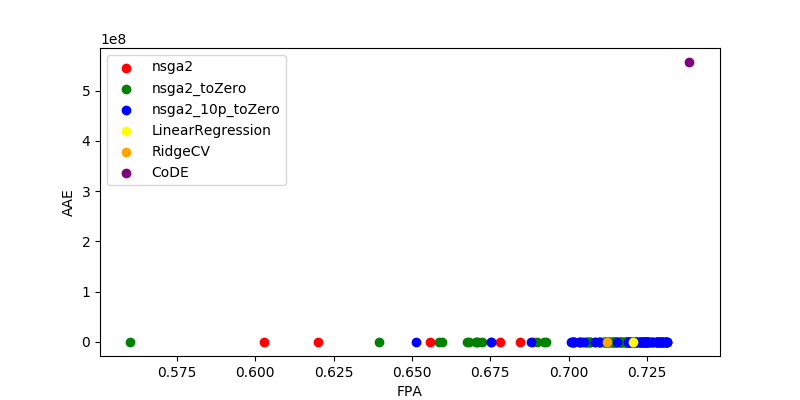 1e8
nsga2
nsga2_toZero
nsga2_10p_toZero
LinearRegression
RidgeCV
CoDE
5
4
3
2
1
0
AAE
0.575 0.600 0.625 0.650 0.675 0.700 0.725
FPA